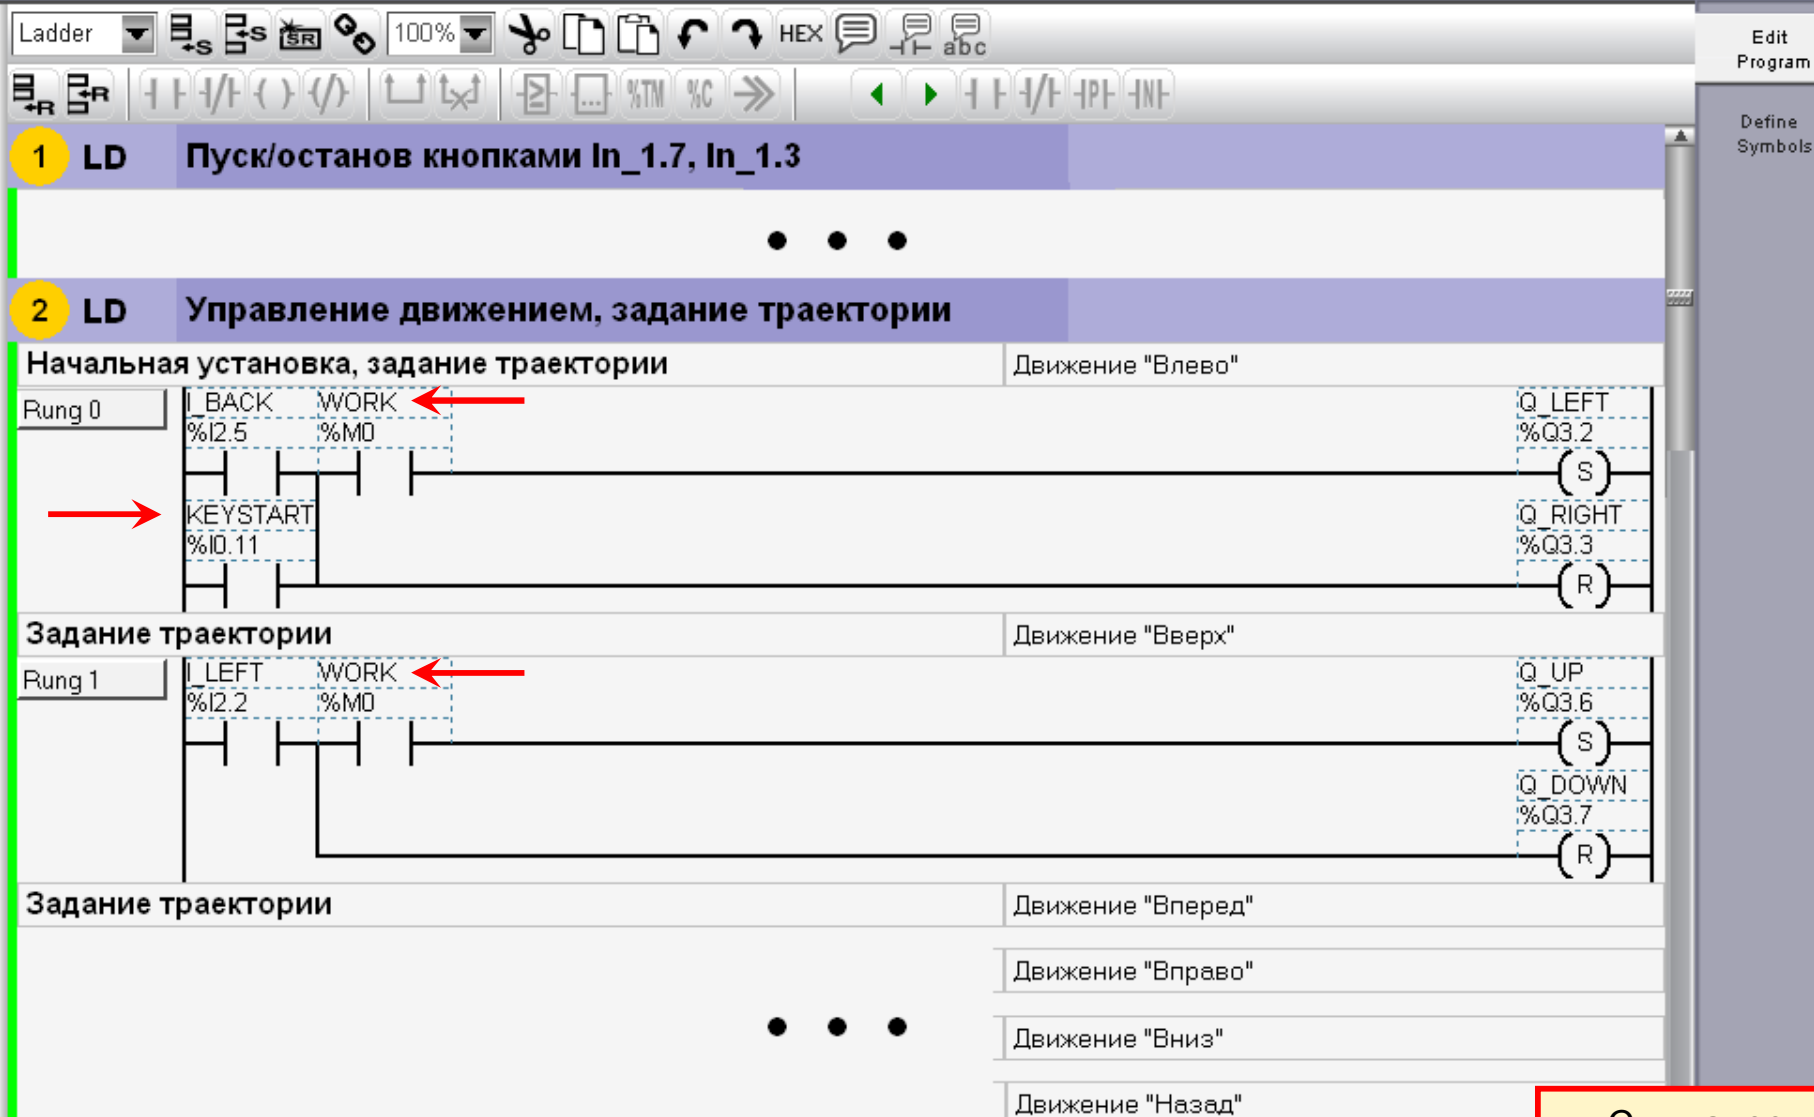 Ladder
100%
HEX
abc
Edit
Program
%TM %C
Define
Symbols
1 LD Пуск/останов кнопками In_1.7, In_1.3
2 LD Управление движением, задание траектории
Начальная установка, задание траектории Движение "Влево"
Rung 0
I_BACK WORK Q_LEFT
%I2.5 %M0 %Q3.2
S
KEYSTART Q_RIGHT
%I0.11 %Q3.3
R
Задание траектории Движение "Вверх"
Rung 1
I_LEFT WORK Q_UP
%I2.2 %M0 %Q3.6
S
Q_DOWN
%Q3.7
R
Задание траектории Движение "Вперед"
Движение "Вправо"
Движение "Вниз"
Движение "Назад"